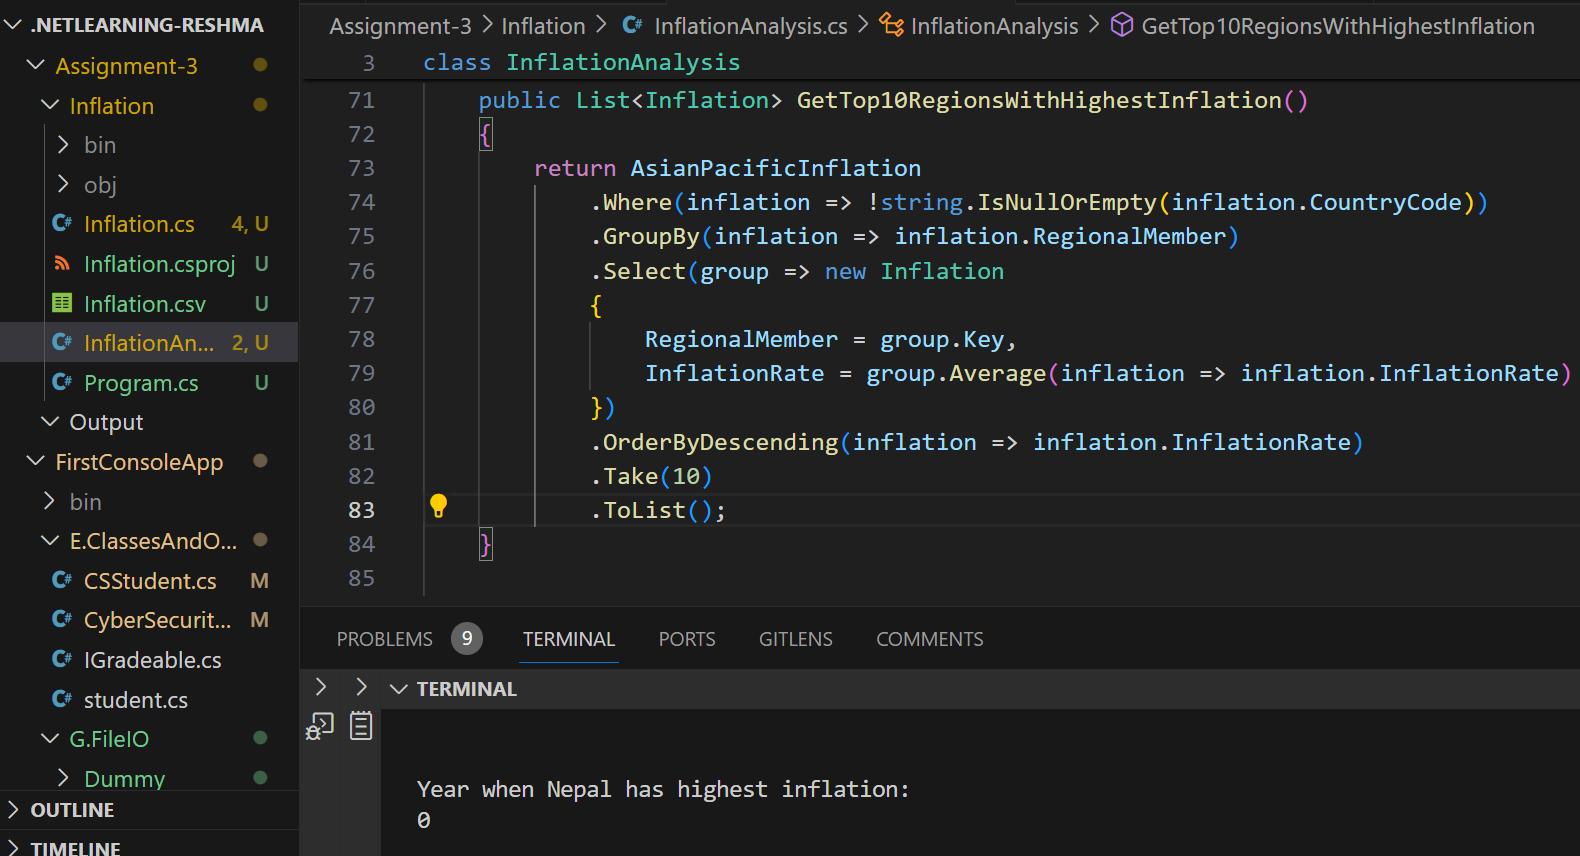 .NETLEARNING-RESHMA
Assignment-3
Inflation
bin
obj
C# Inflation.cs 4, U
Inflation.csproj U
Inflation.csv U
C# InflationAn... 2, U
C# Program.cs U
Output
FirstConsoleApp
bin
E.ClassesAndO...
C# CSStudent.cs M
C# CyberSecurit... M
C# IGradeable.cs
C# student.cs
G.FileIO
Dummy
OUTLINE
TIMELINE
Assignment-3 > Inflation > C# InflationAnalysis.cs > InflationAnalysis > GetTop10RegionsWithHighestInflation
3 class InflationAnalysis
71 public List<Inflation> GetTop10RegionsWithHighestInflation()
72 {
73 return AsianPacificInflation
74 .Where(inflation => !string.IsNullOrEmpty(inflation.CountryCode))
75 .GroupBy(inflation => inflation.RegionalMember)
76 .Select(group => new Inflation
77 {
78 RegionalMember = group.Key,
79 InflationRate = group.Average(inflation => inflation.InflationRate)
80 })
81 .OrderByDescending(inflation => inflation.InflationRate)
82 .Take(10)
83 .ToList();
84 }
85
PROBLEMS 9 TERMINAL PORTS GITLENS COMMENTS
TERMINAL
Year when Nepal has highest inflation:
0